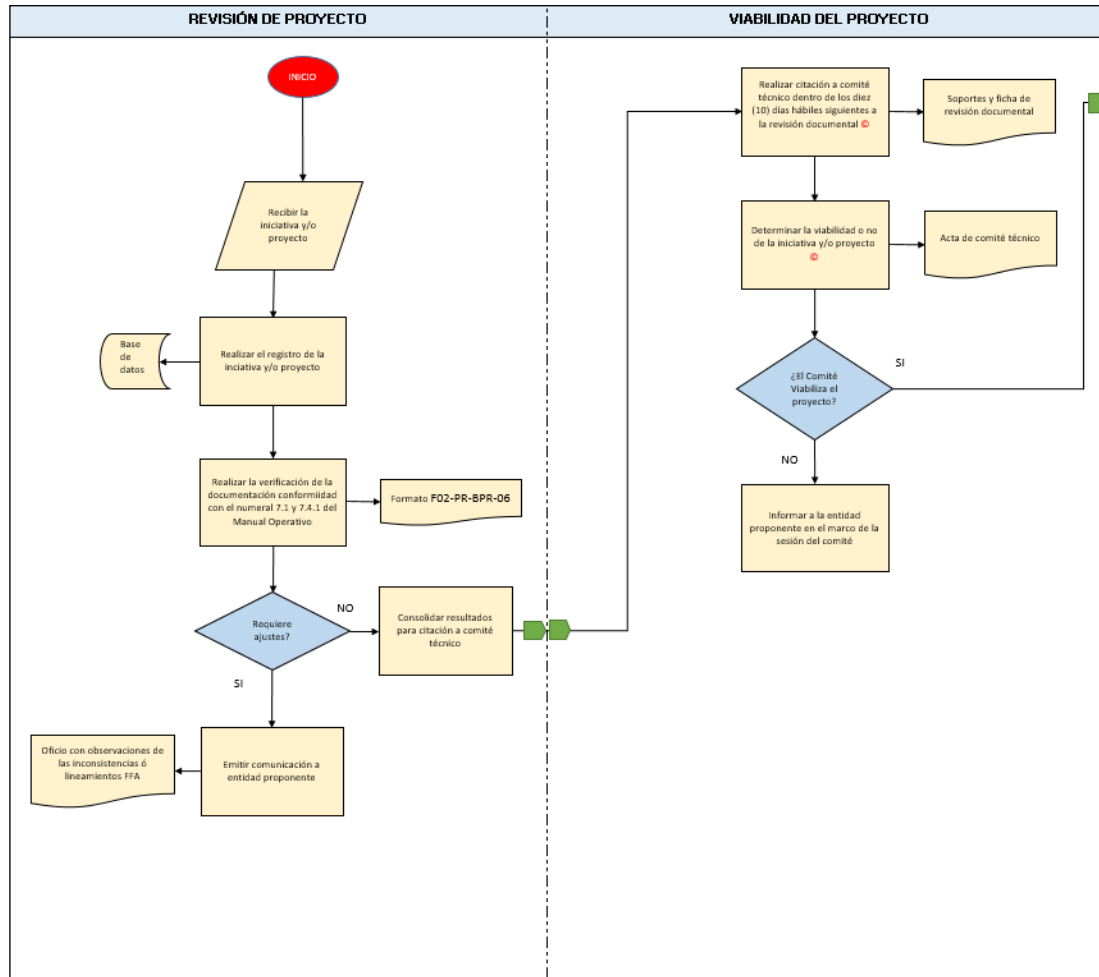 REVISIÓN DE PROYECTO
INICIO
Recibir la
iniciativa y/o
proyecto
Realizar el registro de la
inciativa y/o proyecto
Base
de
datos
Realizar la verificación de la
documentación conformiidad
con el numeral 7.1 y 7.4.1 del
Manual Operativo
Formato F02-PR-BPR-06
Requiere
ajustes?
NO
Consolidar resultados
para citación a comité
técnico
SI
Emitir comunicación a
entidad proponente
Oficio con observaciones de
las inconsistencias ó
lineamientos FFA
VIABILIDAD DEL PROYECTO
Realizar citación a comité
técnico dentro de los diez
(10) días hábiles siguientes a
la revisión documental ©
Soportes y ficha de
revisión documental
Determinar la viabilidad o no
de la iniciativa y/o proyecto
©
Acta de comité técnico
¿El Comité
Viabiliza el
proyecto?
SI
NO
Informar a la entidad
proponente en el marco de la
sesión del comité